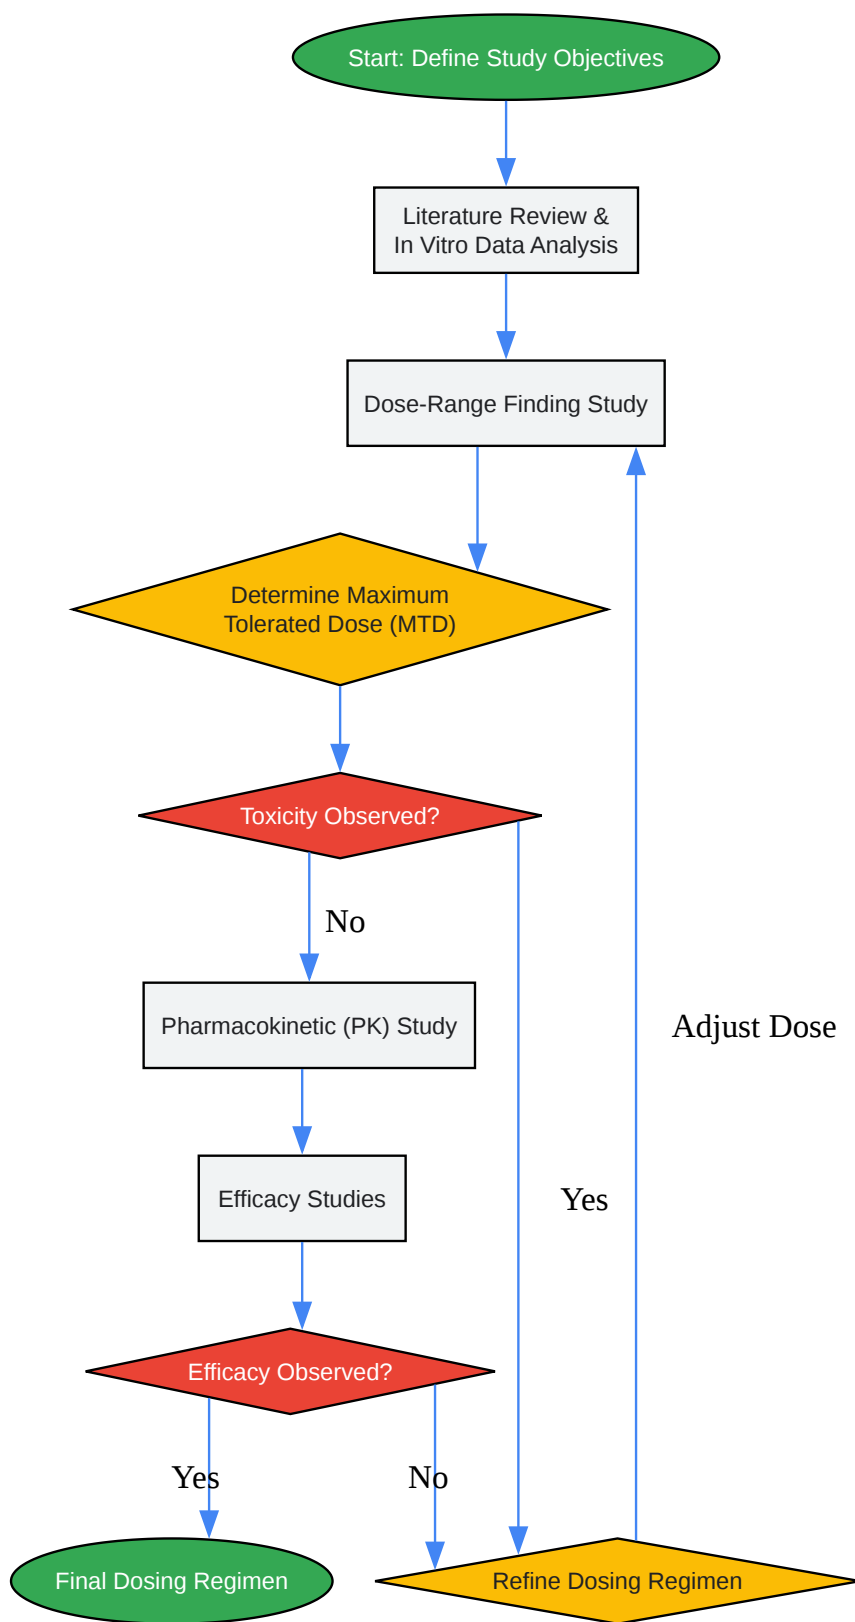 Start: Define Study Objectives
Literature Review &
In Vitro Data Analysis
Dose-Range Finding Study
Determine Maximum
Tolerated Dose (MTD)
Toxicity Observed?
No
Pharmacokinetic (PK) Study
Adjust Dose
Efficacy Studies
Yes
Efficacy Observed?
Yes
No
Final Dosing Regimen
Refine Dosing Regimen